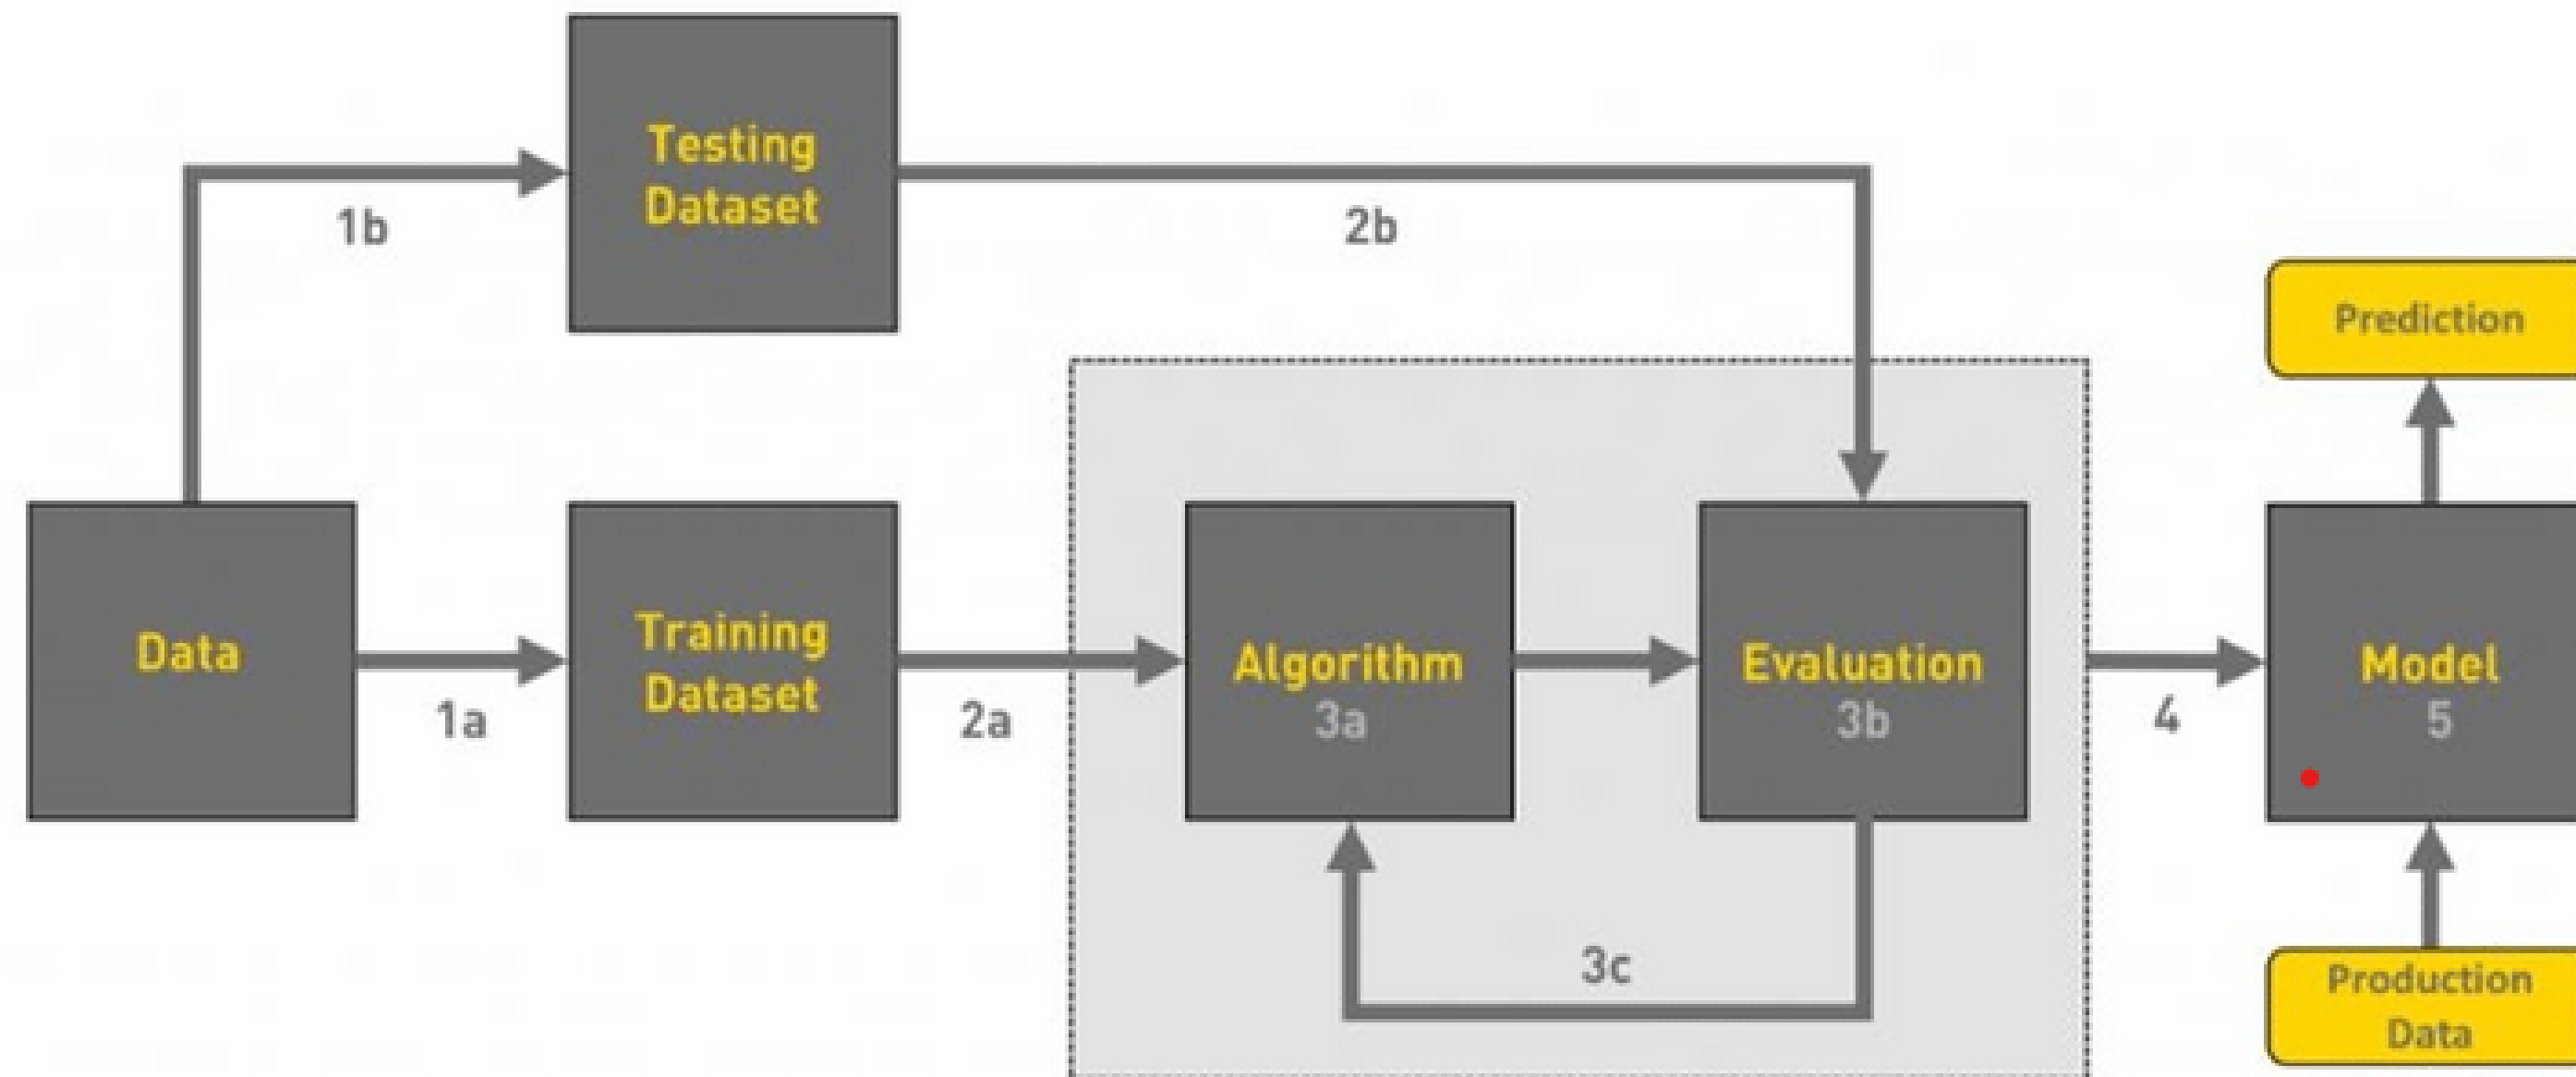 Testing
Dataset
1b
2b
Prediction
Data
Training
Dataset
Algorithm
3a
Evaluation
3b
Model
5
1a
2a
4
3c
Production
Data